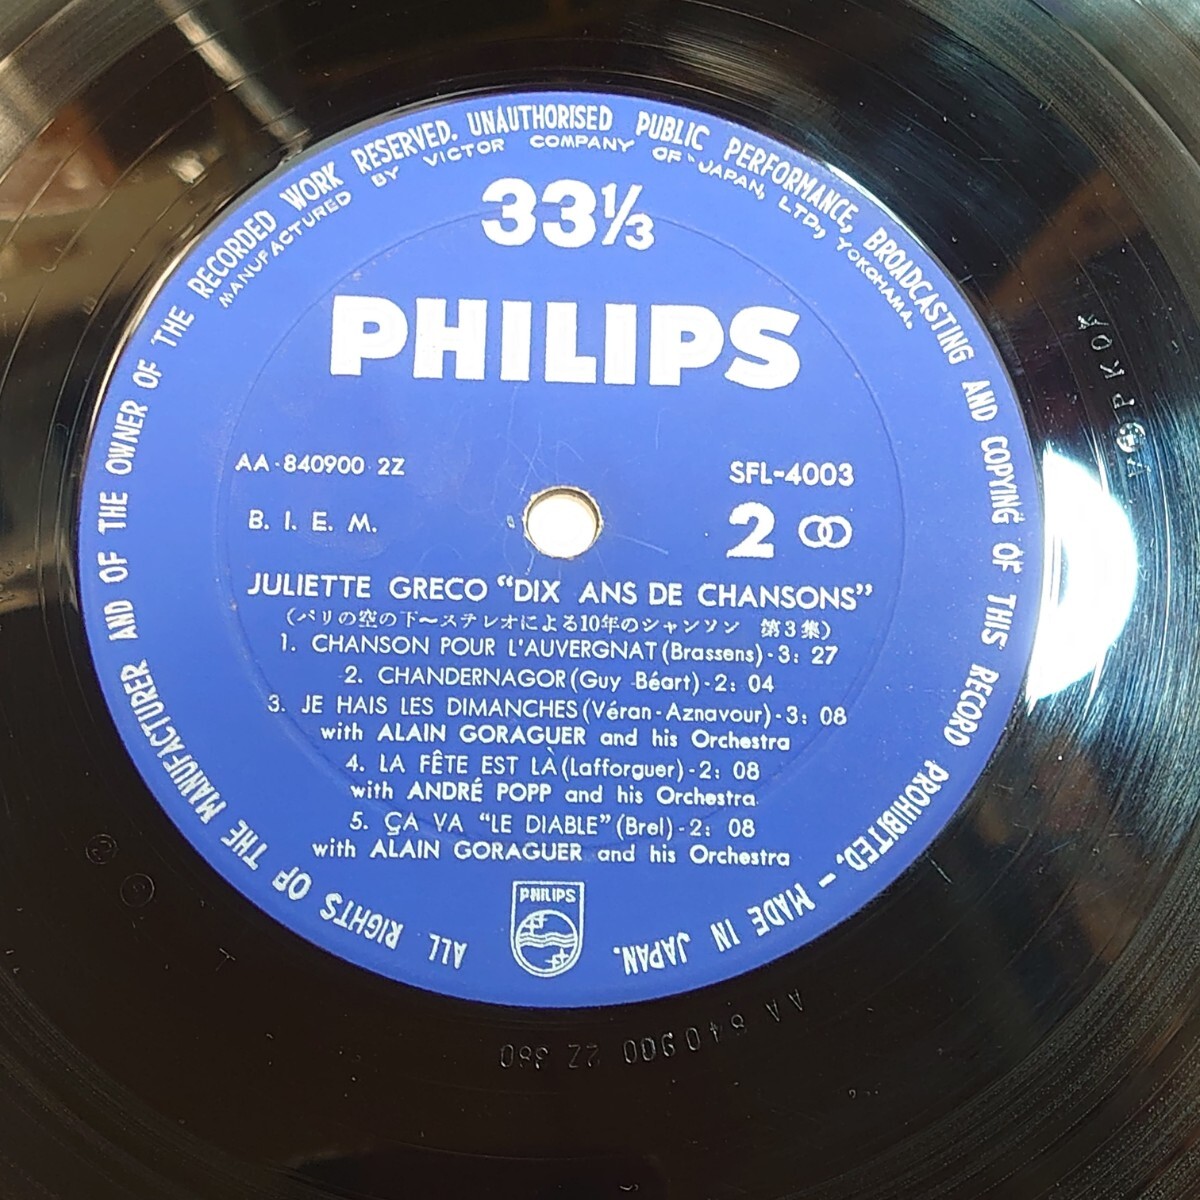 ALL RIGHTS OF THE MANUFACTURER AND OF THE OWNER OF THE RECORDED WORK RESERVED. UNAUTHORISED PUBLIC PERFORMANCE, BROADCASTING AND COPYING OF THIS RECORD PROHIBITED. – MADE IN JAPAN.
MANUFACTURED BY VICTOR COMPANY OF JAPAN, LTD., YOKOHAMA.
33⅓
PHILIPS
AA·840900 2Z
SFL-4003
B. I. E. M.
2
JULIETTE GRECO "DIX ANS DE CHANSONS"
(パリの空の下～ステレオによる10年のシャンソン 第3集)
1. CHANSON POUR L'AUVERGNAT (Brassens)-3: 27
2. CHANDERNAGOR (Guy Béart)-2: 04
3. JE HAIS LES DIMANCHES (Véran-Aznavour)-3: 08
with ALAIN GORAGUER and his Orchestra
4. LA FÊTE EST LÀ (Lafforguer)-2: 08
with ANDRÉ POPP and his Orchestra
5. ÇA VA "LE DIABLE" (Brel)-2: 08
with ALAIN GORAGUER and his Orchestra
PHILIPS
AA 840900 2Z 380